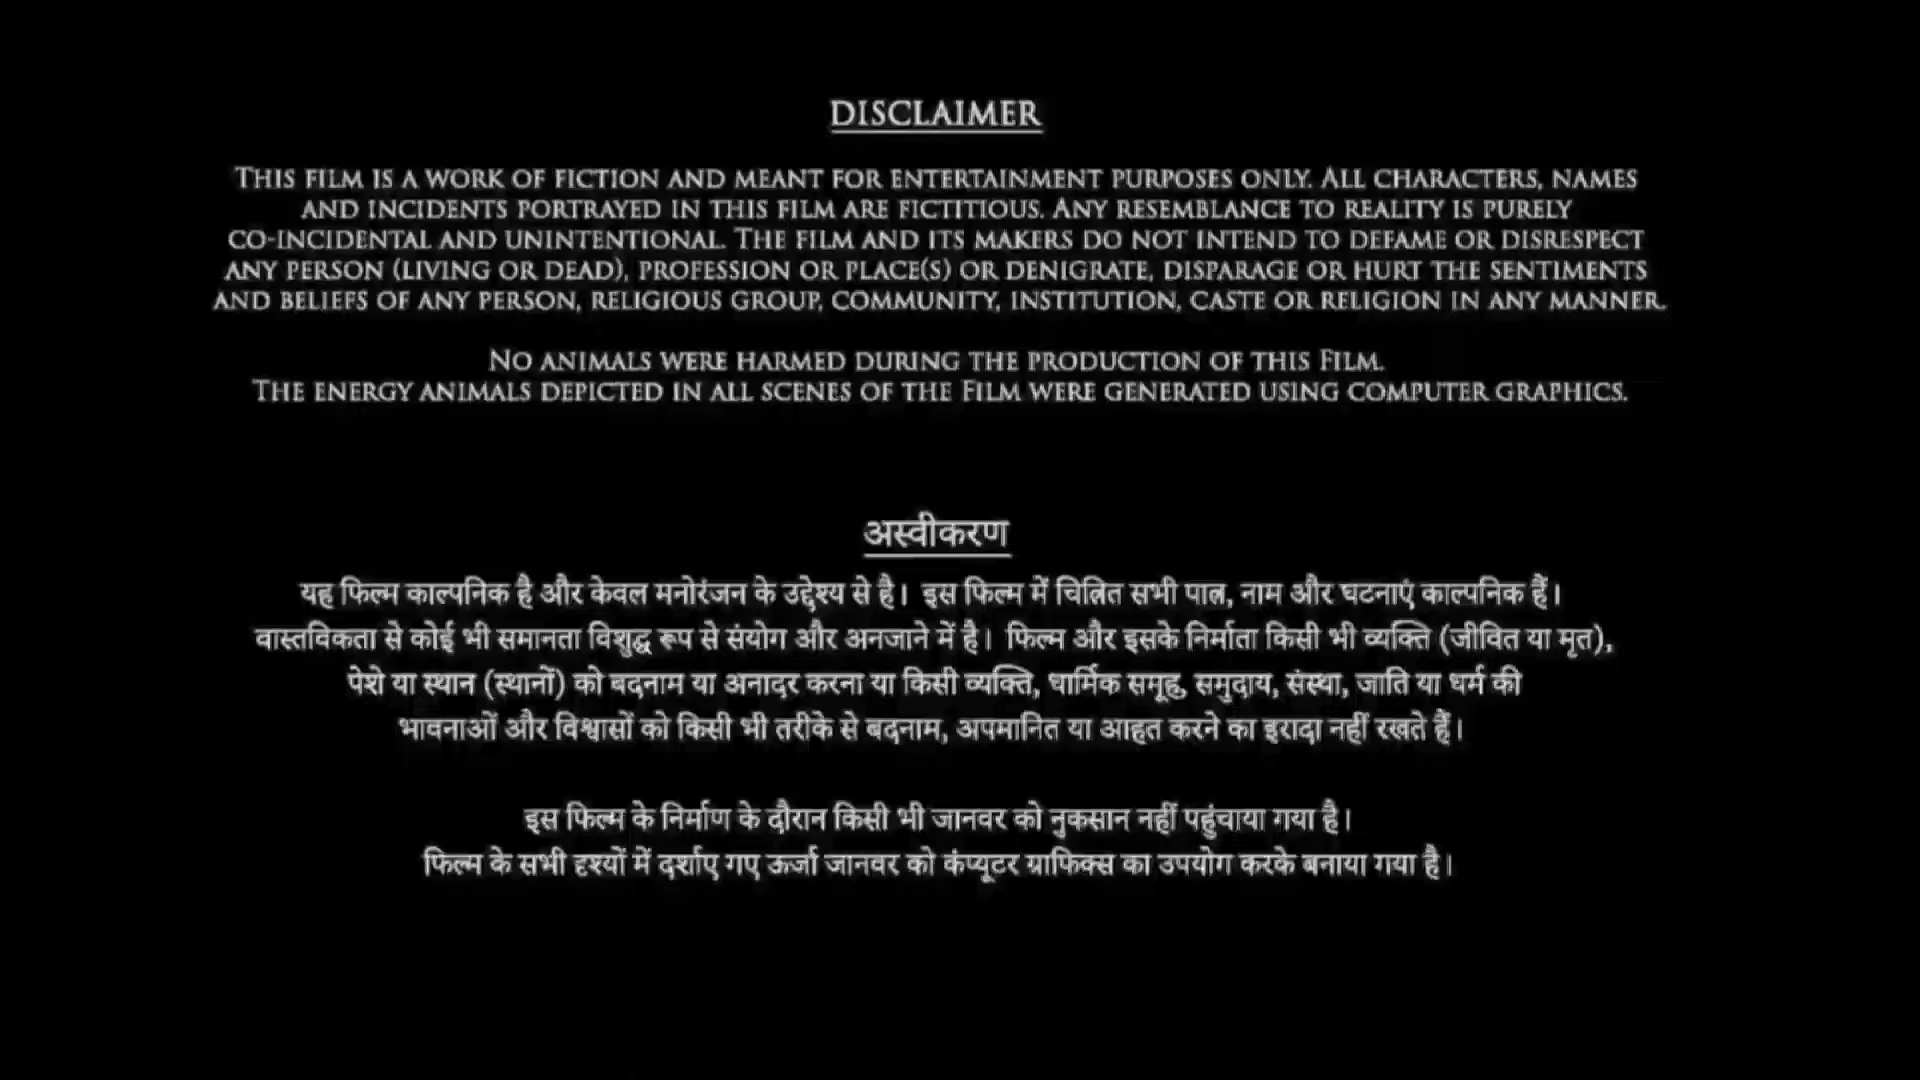 DISCLAIMER
THIS FILM IS A WORK OF FICTION AND MEANT FOR ENTERTAINMENT PURPOSES ONLY. ALL CHARACTERS, NAMES
AND INCIDENTS PORTRAYED IN THIS FILM ARE FICTITIOUS. ANY RESEMBLANCE TO REALITY IS PURELY
CO-INCIDENTAL AND UNINTENTIONAL. THE FILM AND ITS MAKERS DO NOT INTEND TO DEFAME OR DISRESPECT
ANY PERSON (LIVING OR DEAD), PROFESSION OR PLACE(S) OR DENIGRATE, DISPARAGE OR HURT THE SENTIMENTS
AND BELIEFS OF ANY PERSON, RELIGIOUS GROUP, COMMUNITY, INSTITUTION, CASTE OR RELIGION IN ANY MANNER.
NO ANIMALS WERE HARMED DURING THE PRODUCTION OF THIS FILM.
THE ENERGY ANIMALS DEPICTED IN ALL SCENES OF THE FILM WERE GENERATED USING COMPUTER GRAPHICS.
अस्वीकरण
यह फिल्म काल्पनिक है और केवल मनोरंजन के उद्देश्य से है। इस फिल्म में चित्रित सभी पात्र, नाम और घटनाएं काल्पनिक हैं।
वास्तविकता से कोई भी समानता विशुद्ध रूप से संयोग और अनजाने में है। फिल्म और इसके निर्माता किसी भी व्यक्ति (जीवित या मृत),
पेशे या स्थान (स्थानों) को बदनाम या अनादर करना या किसी व्यक्ति, धार्मिक समूह, समुदाय, संस्था, जाति या धर्म की
भावनाओं और विश्वासों को किसी भी तरीके से बदनाम, अपमानित या आहत करने का इरादा नहीं रखते हैं।
इस फिल्म के निर्माण के दौरान किसी भी जानवर को नुकसान नहीं पहुंचाया गया है।
फिल्म के सभी दृश्यों में दर्शाए गए ऊर्जा जानवर को कंप्यूटर ग्राफिक्स का उपयोग करके बनाया गया है।